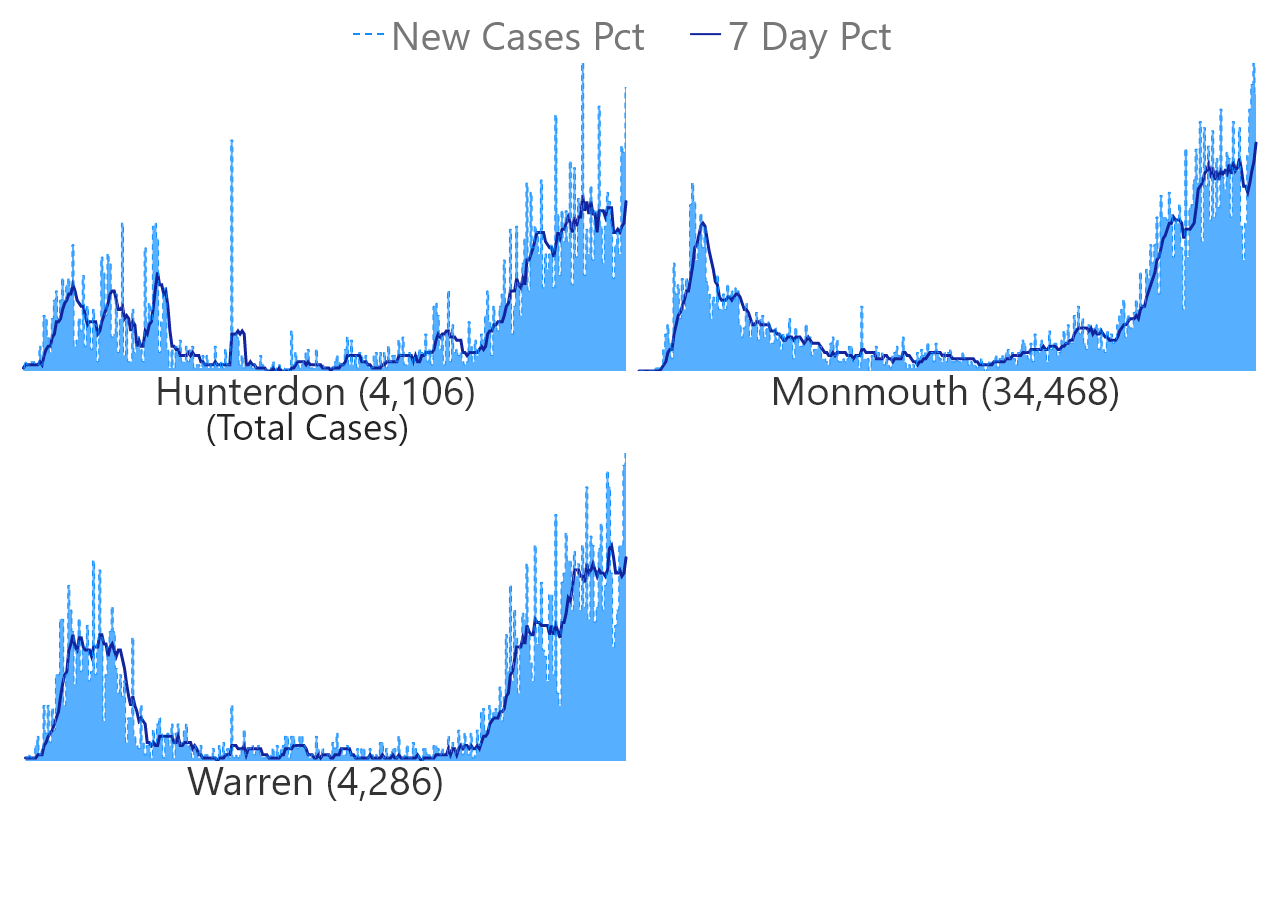 New Cases Pct 7 Day Pct
Hunterdon (4,106) Monmouth (34,468)
(Total Cases)
Warren (4,286)